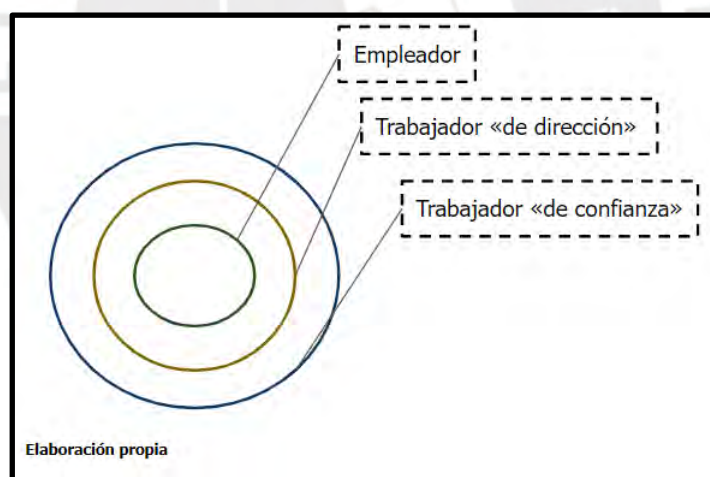 Empleador
Trabajador «de dirección»
Trabajador «de confianza»
Elaboración propia